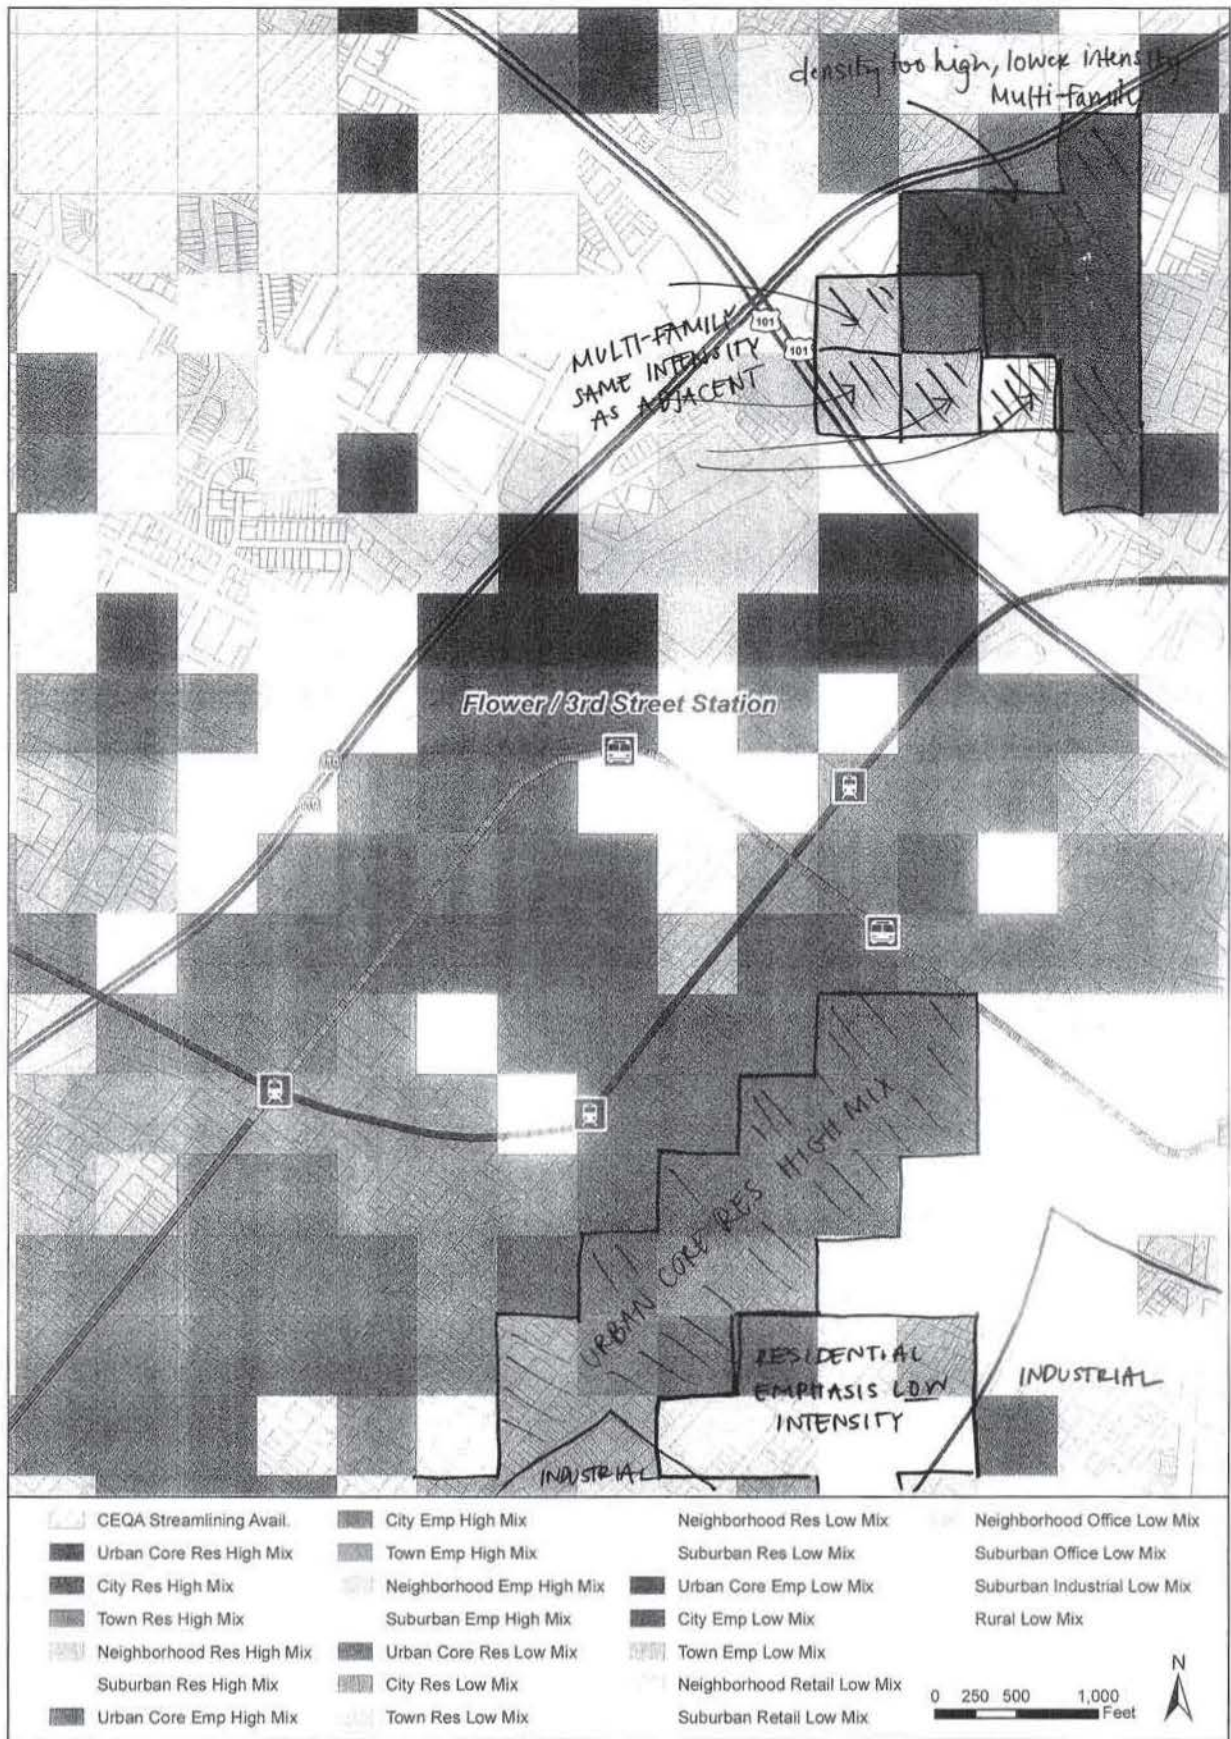 density too high, lower intensity
Multi-family
101
101
MULTI-FAMILY
SAME INTENSITY
AS ADJACENT
Flower / 3rd Street Station
URBAN CORE RES HIGH MIX
RESIDENTIAL
EMPHASIS LOW
INTENSITY
INDUSTRIAL
INDUSTRIAL
CEQA Streamlining Avail.
Urban Core Res High Mix
City Res High Mix
Town Res High Mix
Neighborhood Res High Mix
Suburban Res High Mix
Urban Core Emp High Mix
City Emp High Mix
Town Emp High Mix
Neighborhood Emp High Mix
Suburban Emp High Mix
Urban Core Res Low Mix
City Res Low Mix
Town Res Low Mix
Neighborhood Res Low Mix
Suburban Res Low Mix
Urban Core Emp Low Mix
City Emp Low Mix
Town Emp Low Mix
Neighborhood Retail Low Mix
Suburban Retail Low Mix
Neighborhood Office Low Mix
Suburban Office Low Mix
Suburban Industrial Low Mix
Rural Low Mix
N
0 250 500 1,000
Feet